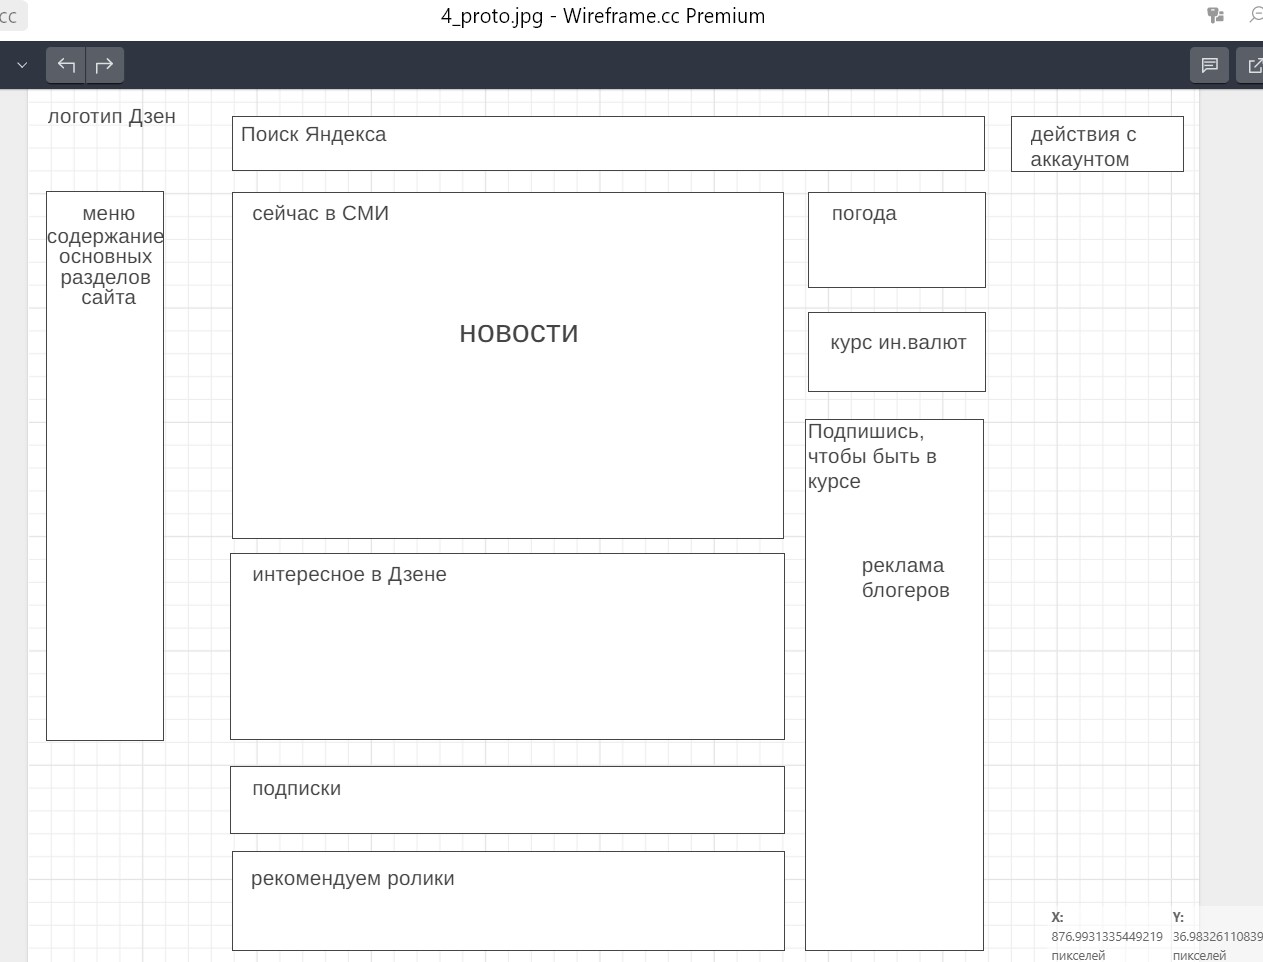 cc
4_proto.jpg - Wireframe.cc Premium
логотип Дзен
Поиск Яндекса
действия с
аккаунтом
меню
содержание
основных
разделов
сайта
сейчас в СМИ
новости
погода
курс ин.валют
Подпишись,
чтобы быть в
курсе
реклама
блогеров
интересное в Дзене
подписки
рекомендуем ролики
X:
876.9931335449219
пикселей
Y:
36.98326110839
пикселей